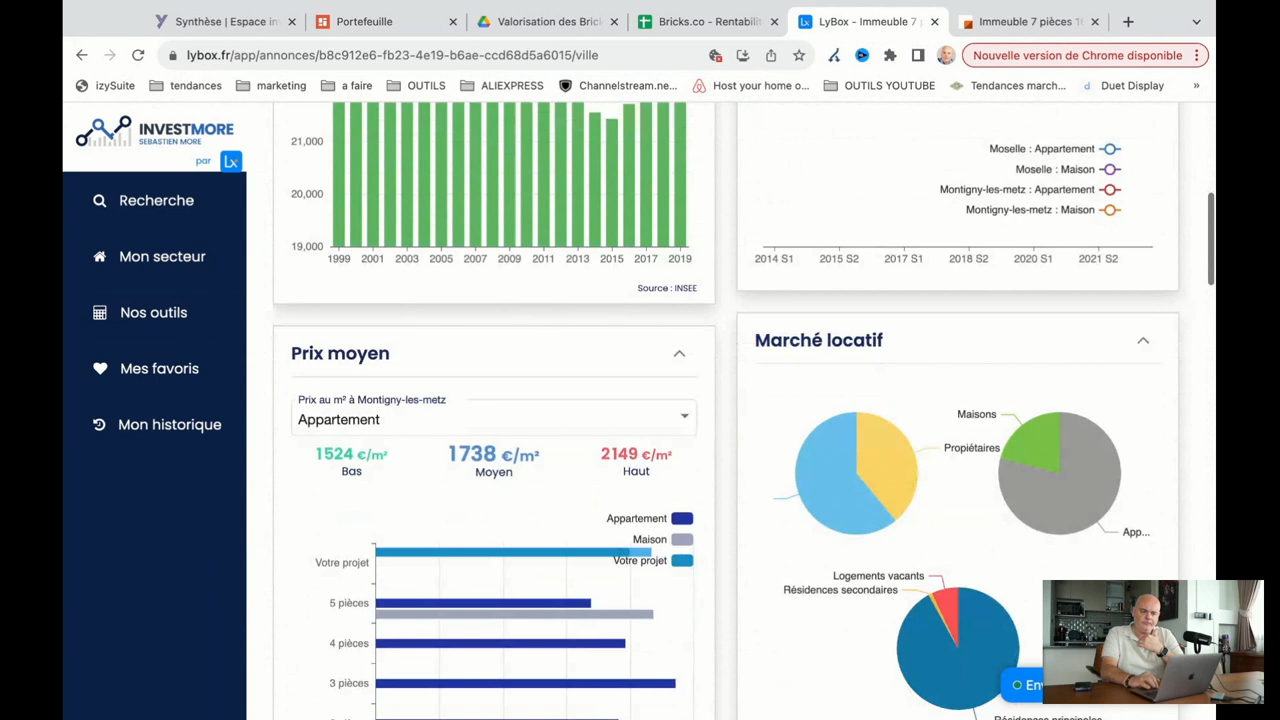 Synthèse | Espace in
Portefeuille
Valorisation des Brick
Bricks.co - Rentabilit
LyBox - Immeuble 7
Immeuble 7 pièces 1
lybox.fr/app/annonces/b8c912e6-fb23-4e19-b6ae-ccd68d5a6015/ville
Nouvelle version de Chrome disponible
izySuite
tendances
marketing
a faire
OUTILS
ALIEXPRESS
Channelstream.ne...
Host your home o...
OUTILS YOUTUBE
Tendances march...
Duet Display
»
INVESTMORE
SEBASTIEN MORE
par Lx
Recherche
Mon secteur
Nos outils
Mes favoris
Mon historique
21,000
20,000
19,000
1999 2001 2003 2005 2007 2009 2011 2013 2015 2017 2019
Source : INSEE
Moselle : Appartement
Moselle : Maison
Montigny-les-metz : Appartement
Montigny-les-metz : Maison
2014 S1 2015 S2 2017 S1 2018 S2 2020 S1 2021 S2
Prix moyen
Prix au m² à Montigny-les-metz
Appartement
1524 €/m² 1738 €/m² 2149 €/m²
Bas Moyen Haut
Appartement
Maison
Votre projet
Votre projet
5 pièces
4 pièces
3 pièces
Marché locatif
Maisons
Propiétaires
App...
Logements vacants
Résidences secondaires
Résidences principales